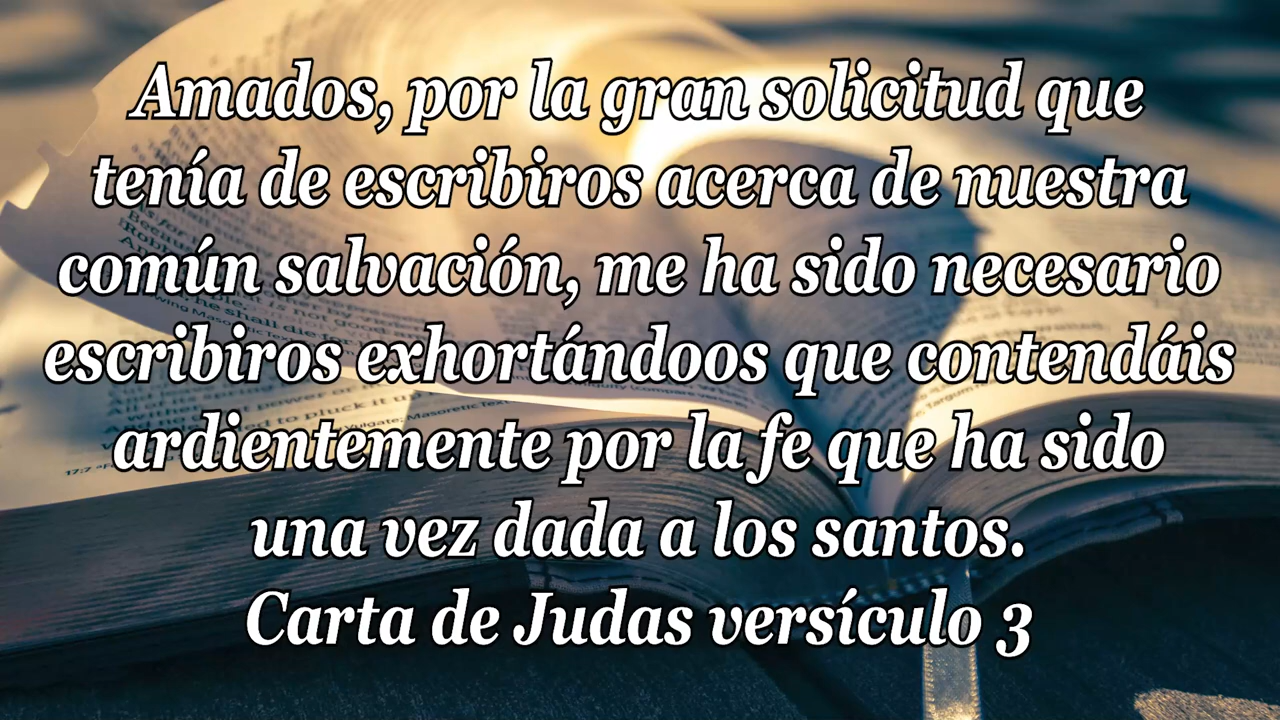 Amados, por la gran solicitud que
tenía de escribiros acerca de nuestra
común salvación, me ha sido necesario
escribiros exhortándoos que contendáis
ardientemente por la fe que ha sido
una vez dada a los santos.
Carta de Judas versículo 3